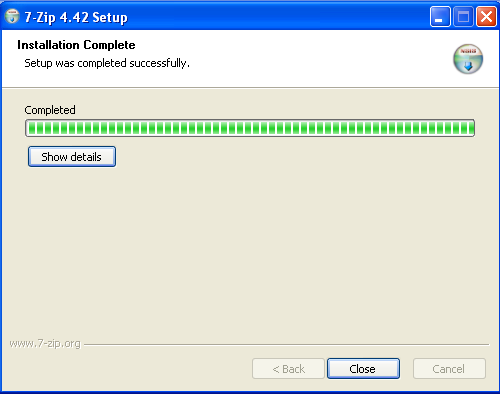 7-Zip 4.42 Setup
Installation Complete
Setup was completed successfully.
Completed
Show details
www.7-zip.org
< Back Close Cancel